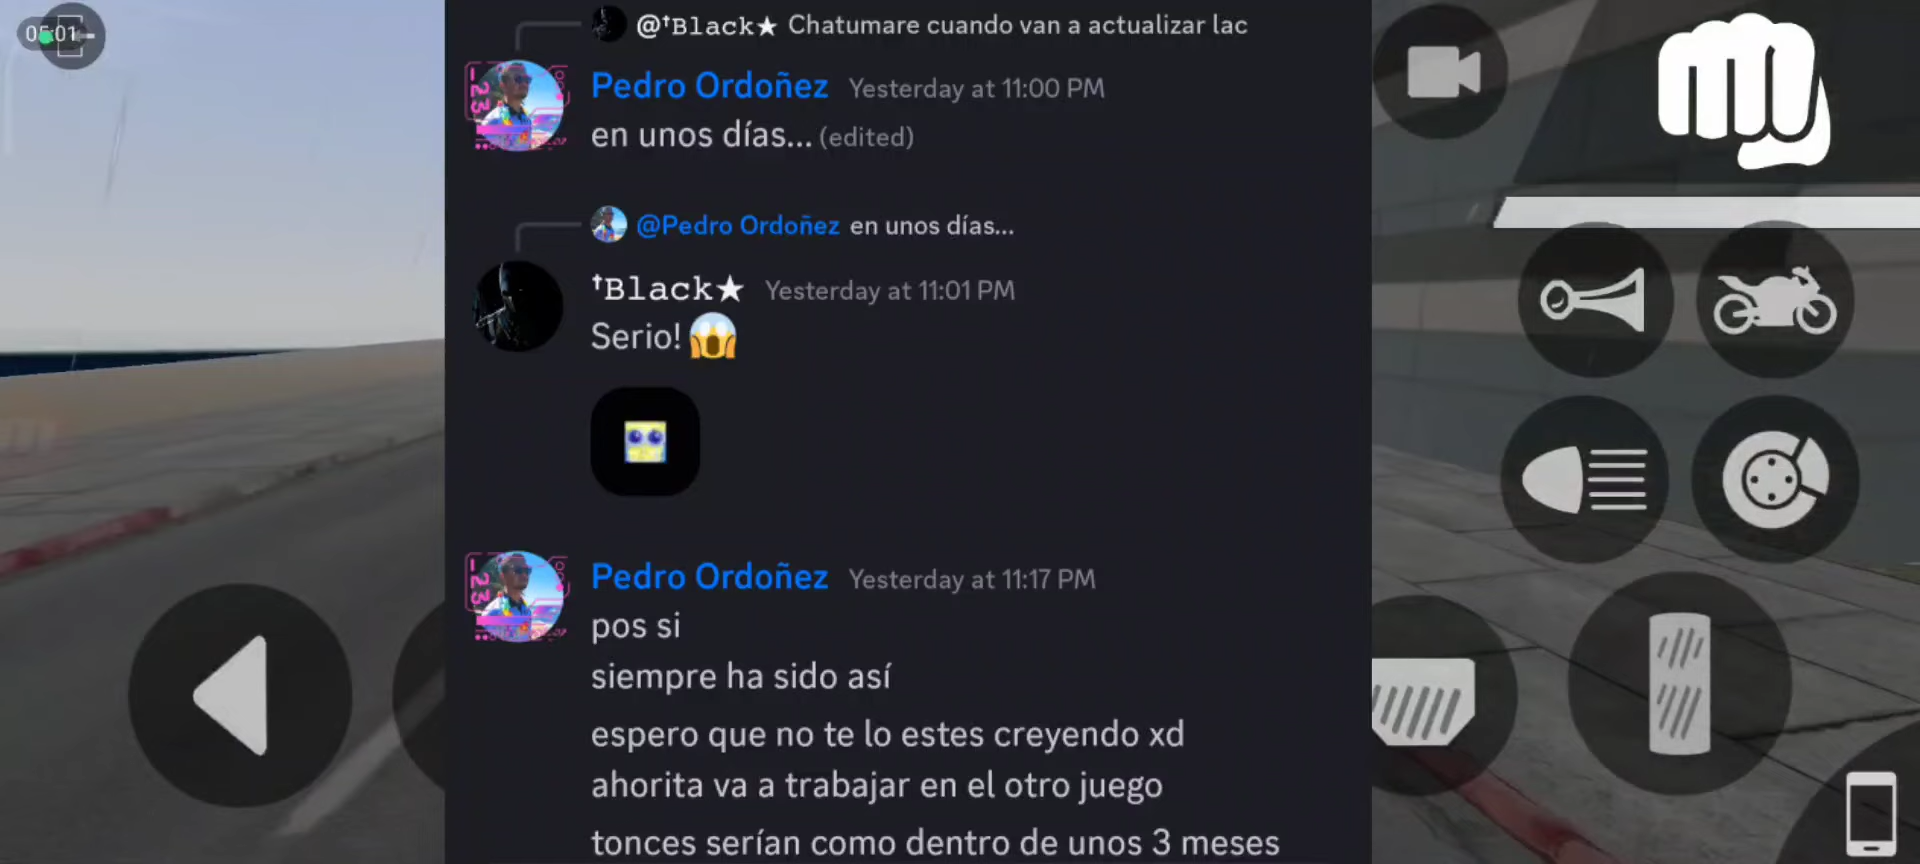 05:01
@†Black★ Chatumare cuando van a actualizar lac
Pedro Ordoñez Yesterday at 11:00 PM
en unos días... (edited)
@Pedro Ordoñez en unos días...
†Black★ Yesterday at 11:01 PM
Serio! 😱
Pedro Ordoñez Yesterday at 11:17 PM
pos si
siempre ha sido así
espero que no te lo estes creyendo xd
ahorita va a trabajar en el otro juego
tonces serían como dentro de unos 3 meses